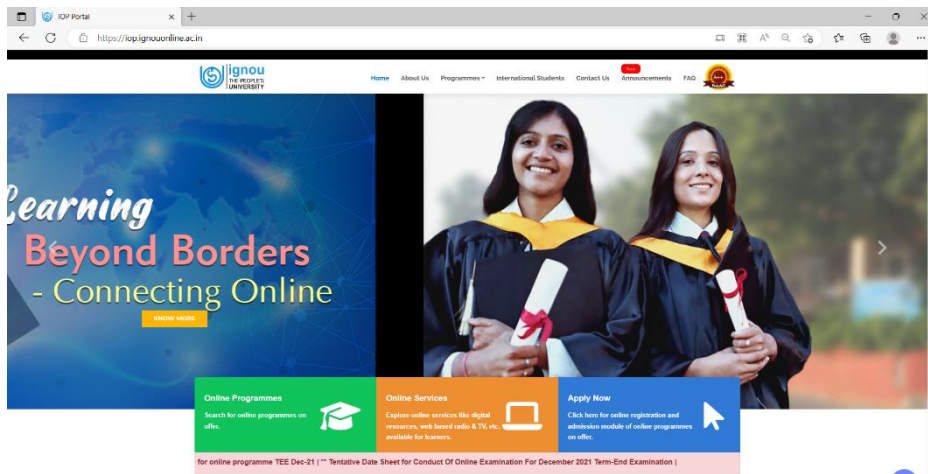 IOP Portal
https://iop.ignouonline.ac.in
ignou
THE PEOPLE'S
UNIVERSITY
Home About Us Programmes International Students Contact Us New Announcements FAQ
A++
NAAC
Learning
Beyond Borders
- Connecting Online
KNOW MORE
Online Programmes
Search for online programmes on
offer.
Online Services
Explore online services like digital
resources, web based radio & TV, etc.
available for learners.
Apply Now
Click here for online registration and
admission module of online programmes
on offer.
for online programme TEE Dec-21 | ** Tentative Date Sheet for Conduct Of Online Examination For December 2021 Term-End Examination |